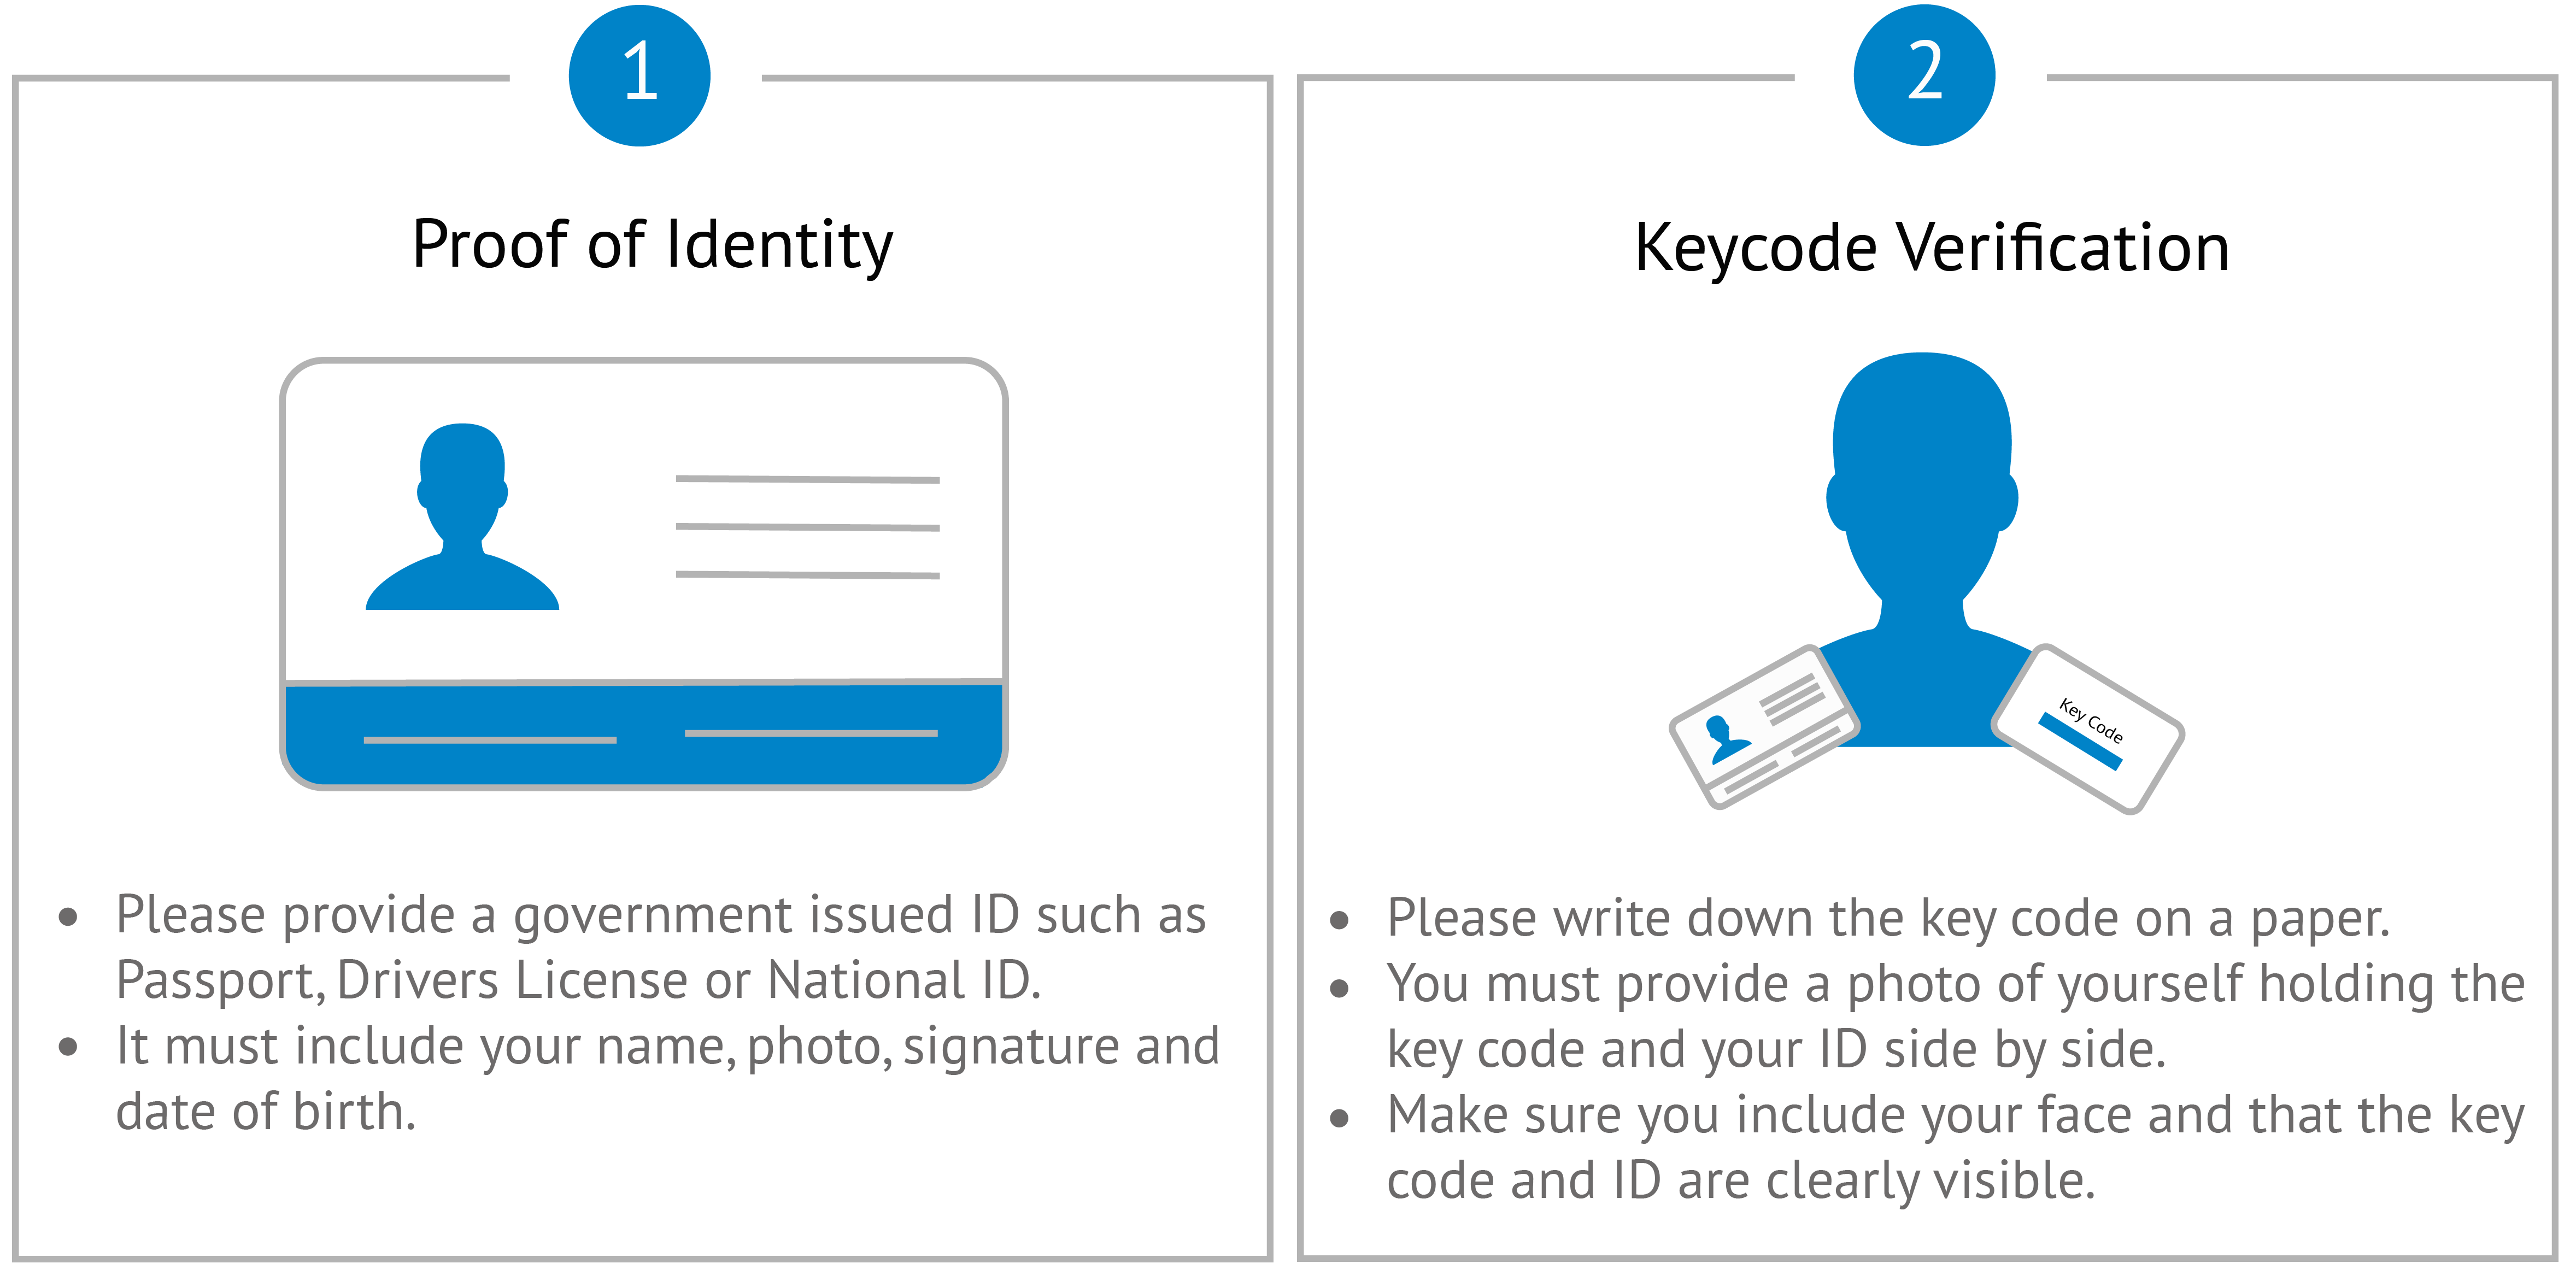 1
Proof of Identity
• Please provide a government issued ID such as
Passport, Drivers License or National ID.
• It must include your name, photo, signature and
date of birth.
2
Keycode Verification
Key Code
• Please write down the key code on a paper.
• You must provide a photo of yourself holding the
key code and your ID side by side.
• Make sure you include your face and that the key
code and ID are clearly visible.